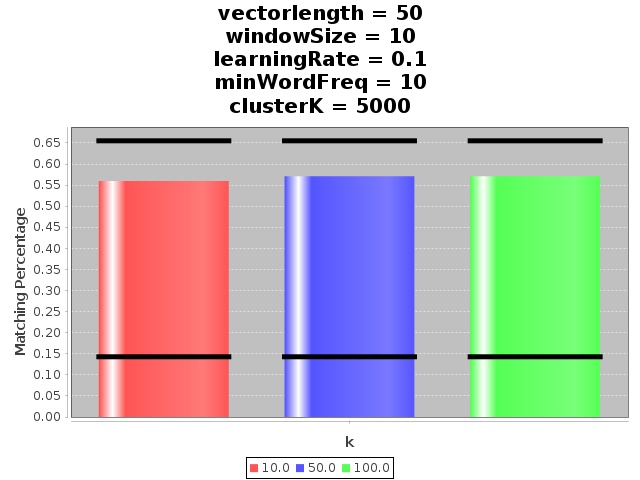 vectorlength = 50
windowSize = 10
learningRate = 0.1
minWordFreq = 10
clusterK = 5000
Matching Percentage
0.65
0.60
0.55
0.50
0.45
0.40
0.35
0.30
0.25
0.20
0.15
0.10
0.05
0.00
k
10.0 50.0 100.0